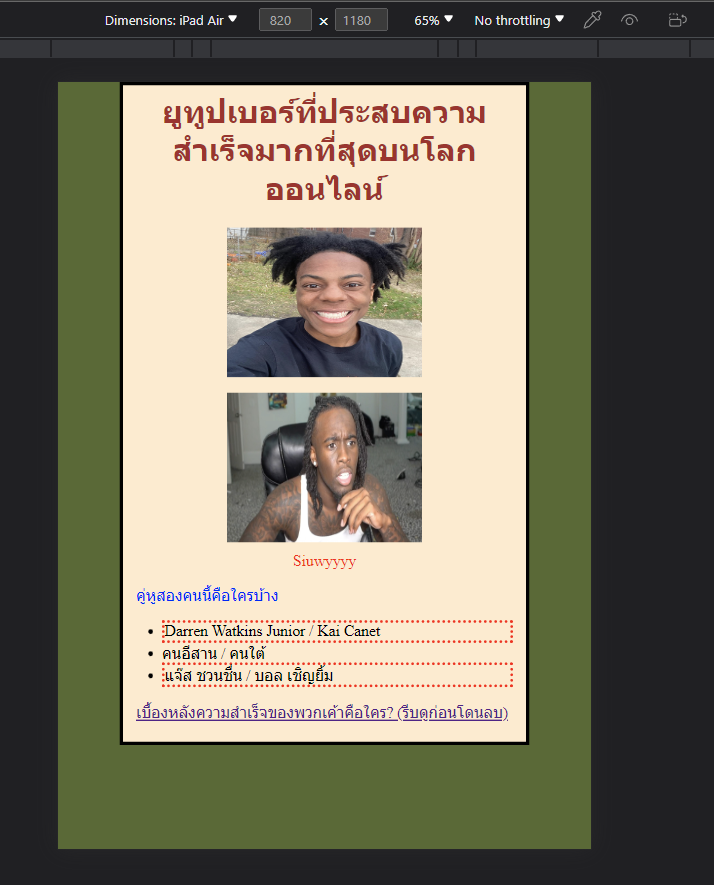 Dimensions: iPad Air 820 x 1180 65% No throttling
ยูทูปเบอร์ที่ประสบความ
สำเร็จมากที่สุดบนโลก
ออนไลน์
Siuwyyyy
คู่หูสองคนนี้คือใครบ้าง
Darren Watkins Junior / Kai Canet
คนอีสาน / คนใต้
แจ๊ส ชวนชื่น / บอล เชิญยิ้ม
เบื้องหลังความสำเร็จของพวกเค้าคือใคร? (รีบดูก่อนโดนลบ)